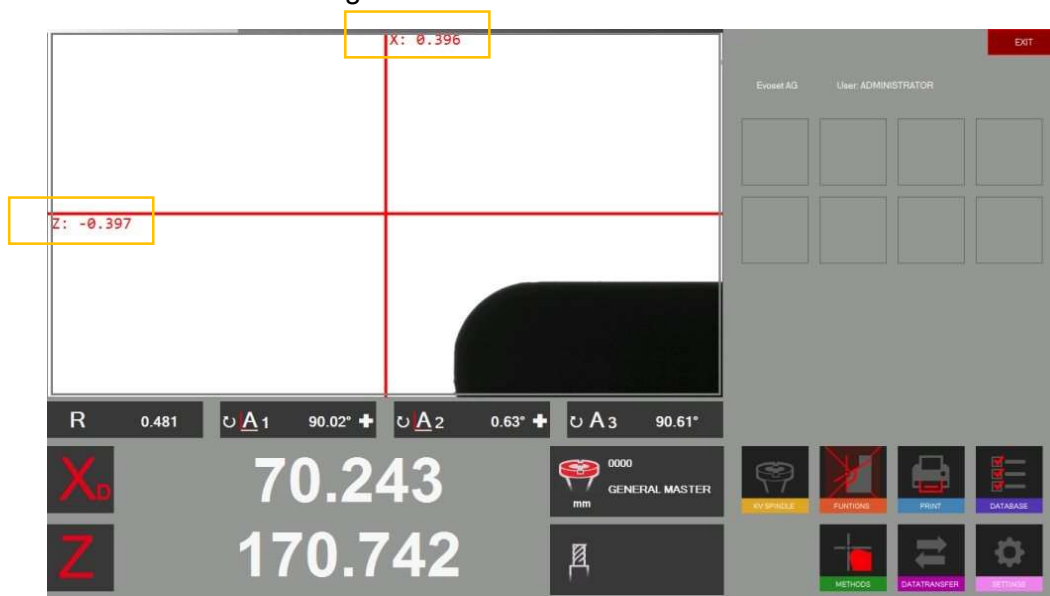 X: 0.396
EXIT
Evoset AG User: ADMINISTRATOR
Z: -0.397
R 0.481 A1 90.02° A2 0.63° A3 90.61°
XD 70.243
0000
GENERAL MASTER
mm
Z 170.742
KV SPINDLE FUNTIONS PRINT DATABASE
METHODS DATATRANSFER SETTINGS